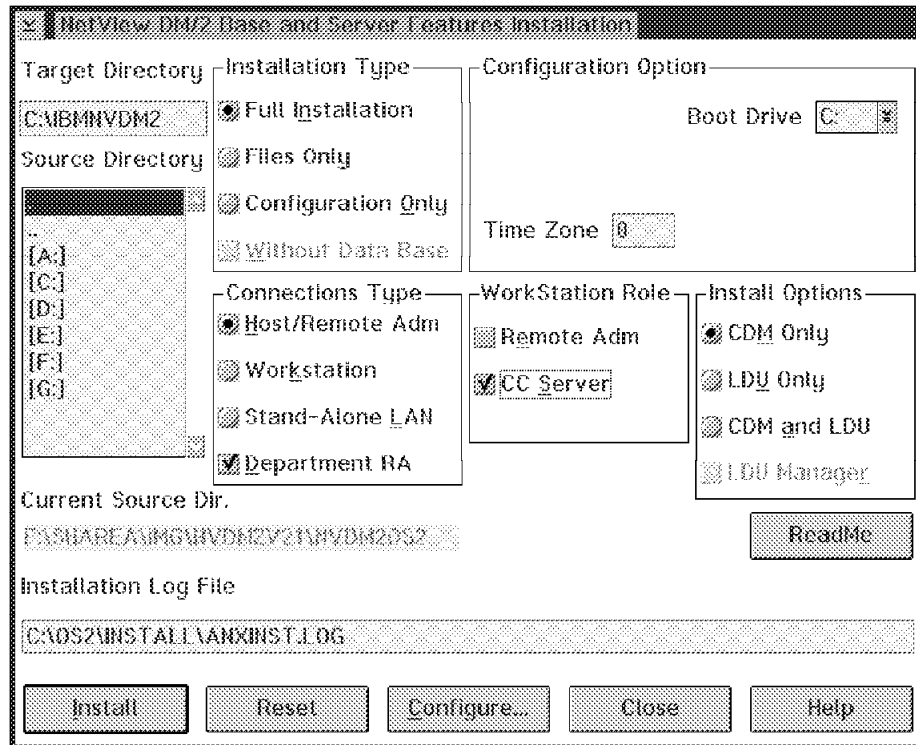 NetView DM/2 Base and Server Features Installation
Target Directory
C:\IBMNVDM2
Source Directory
..
[A:]
[C:]
[D:]
[E:]
[F:]
[G:]
Installation Type
Full Installation
Files Only
Configuration Only
Without Data Base
Configuration Option
Boot Drive C:
Time Zone 0
Connections Type
Host/Remote Adm
Workstation
Stand-Alone LAN
Department RA
WorkStation Role
Remote Adm
CC Server
Install Options
CDM Only
LDU Only
CDM and LDU
LDU Manager
Current Source Dir.
ReadMe
Installation Log File
C:\OS2\INSTALL\ANXINST.LOG
Install Reset Configure... Close Help